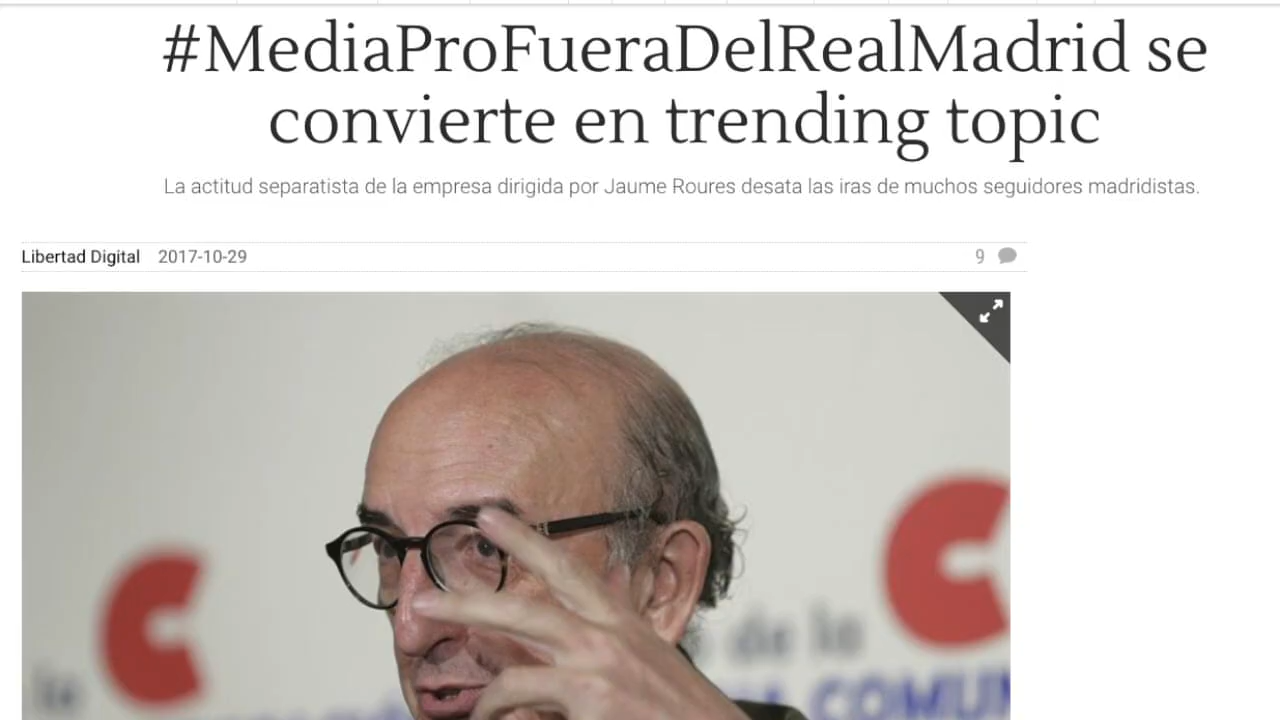 #MediaProFueraDelRealMadrid se
convierte en trending topic
La actitud separatista de la empresa dirigida por Jaume Roures desata las iras de muchos seguidores madridistas.
Libertad Digital 2017-10-29 9
de la
COMUN